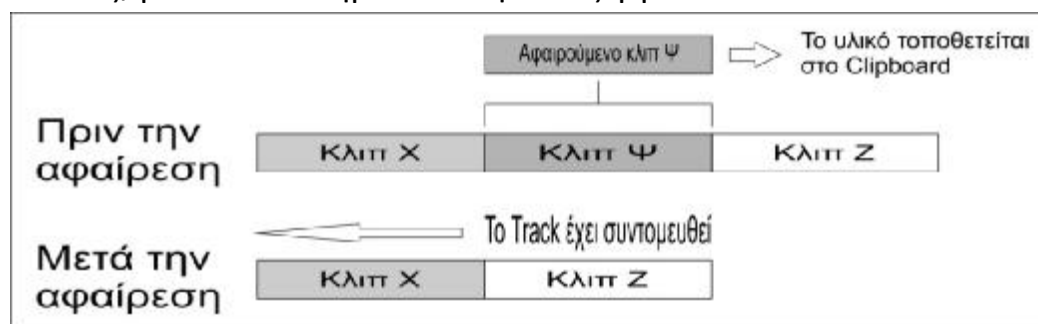 Αφαιρούμενο κλιπ Ψ
Το υλικό τοποθετείται
στο Clipboard
Πριν την
αφαίρεση
Κλιπ Χ
Κλιπ Ψ
Κλιπ Ζ
Το Track έχει συντομευθεί
Μετά την
αφαίρεση
Κλιπ Χ
Κλιπ Ζ